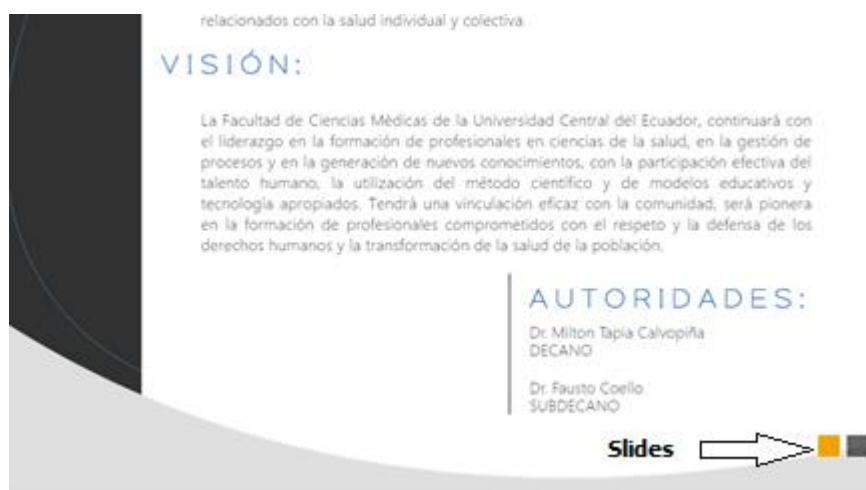 relacionados con la salud individual y colectiva.
VISIÓN:
La Facultad de Ciencias Médicas de la Universidad Central del Ecuador, continuará con
el liderazgo en la formación de profesionales en ciencias de la salud, en la gestión de
procesos y en la generación de nuevos conocimientos, con la participación efectiva del
talento humano, la utilización del método científico y de modelos educativos y
tecnología apropiados. Tendrá una vinculación eficaz con la comunidad, será pionera
en la formación de profesionales comprometidos con el respeto y la defensa de los
derechos humanos y la transformación de la salud de la población.
AUTORIDADES:
Dr. Milton Tapia Calvopiña
DECANO
Dr. Fausto Coello
SUBDECANO
Slides